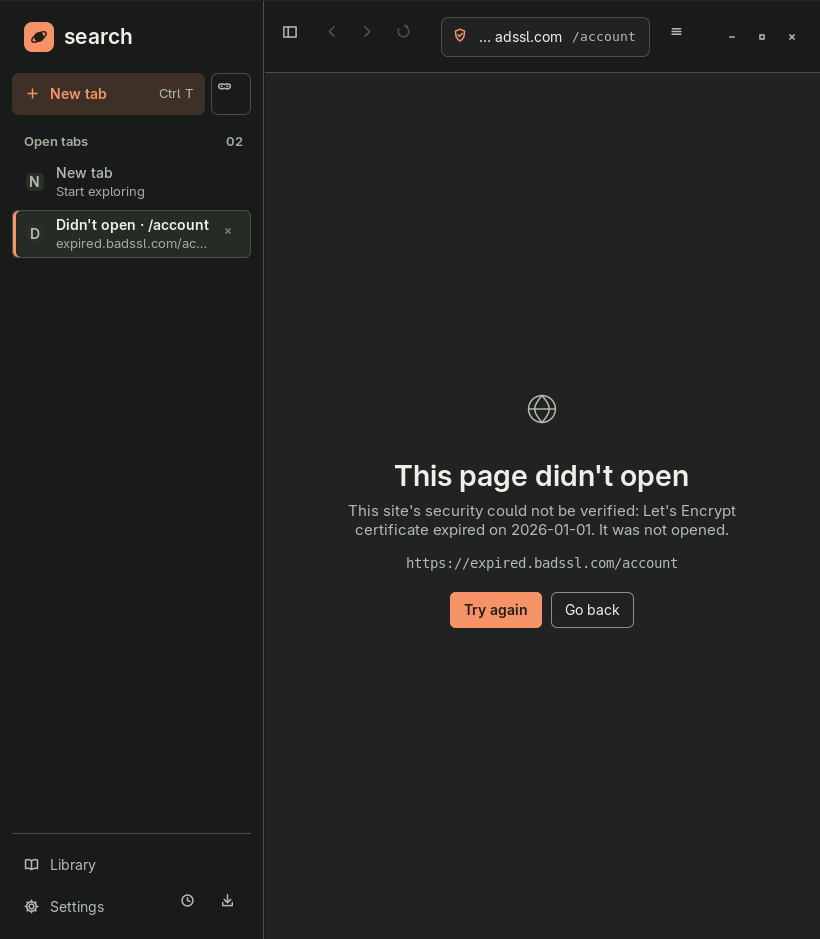 search
New tab
Ctrl T
Open tabs
02
N
New tab
Start exploring
D
Didn't open · /account
expired.badssl.com/ac...
Library
Settings
... adssl.com /account
This page didn't open
This site's security could not be verified: Let's Encrypt
certificate expired on 2026-01-01. It was not opened.
https://expired.badssl.com/account
Try again
Go back